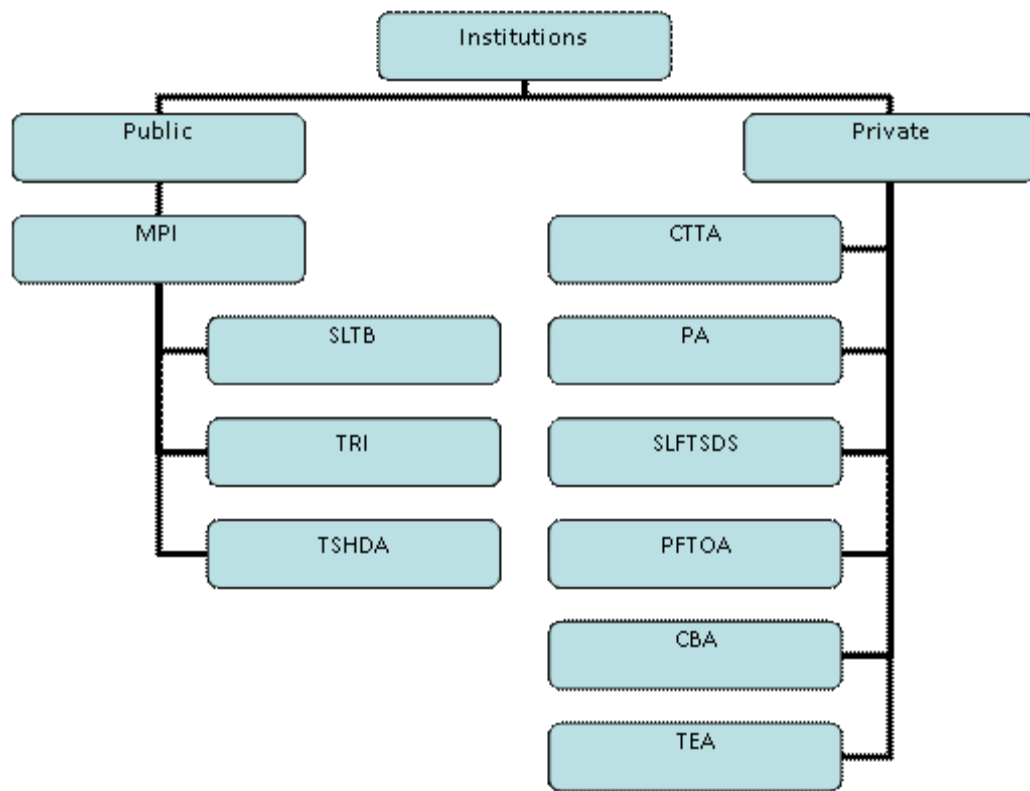 Institutions
Public
Private
MPI
CTTA
SLTB
PA
TRI
SLFTSDS
TSHDA
PFTOA
CBA
TEA